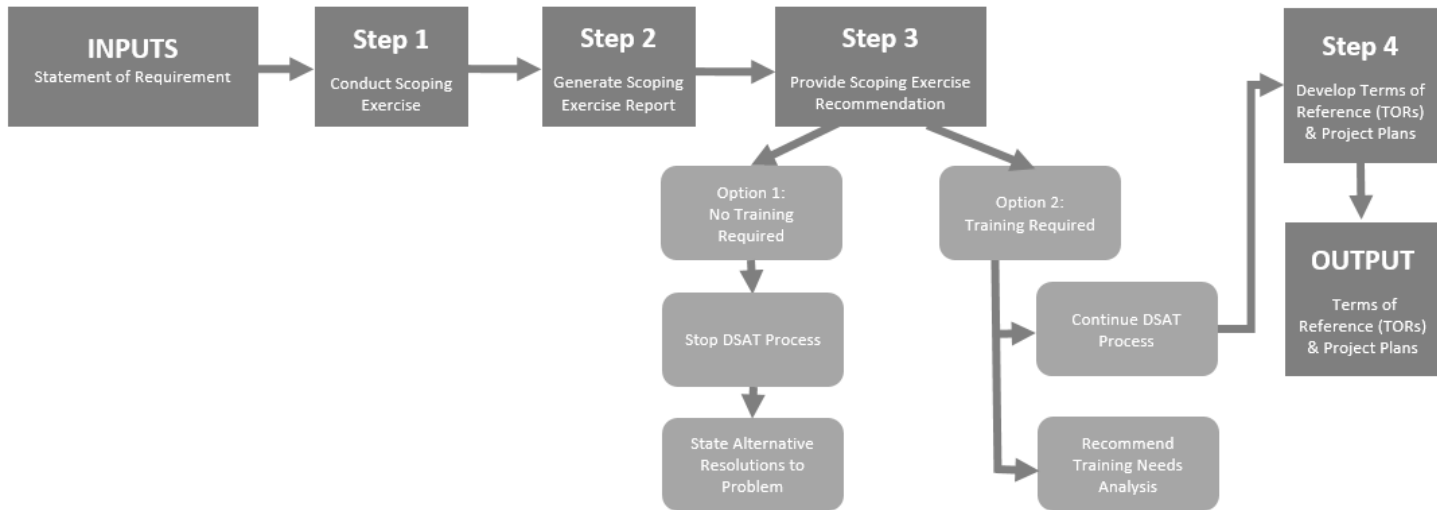 INPUTS
Statement of Requirement
Step 1
Conduct Scoping
Exercise
Step 2
Generate Scoping
Exercise Report
Step 3
Provide Scoping Exercise
Recommendation
Step 4
Develop Terms of
Reference (TORs)
& Project Plans
Option 1:
No Training
Required
Option 2:
Training Required
Stop DSAT Process
Continue DSAT
Process
OUTPUT
Terms of
Reference (TORs)
& Project Plans
State Alternative
Resolutions to
Problem
Recommend
Training Needs
Analysis